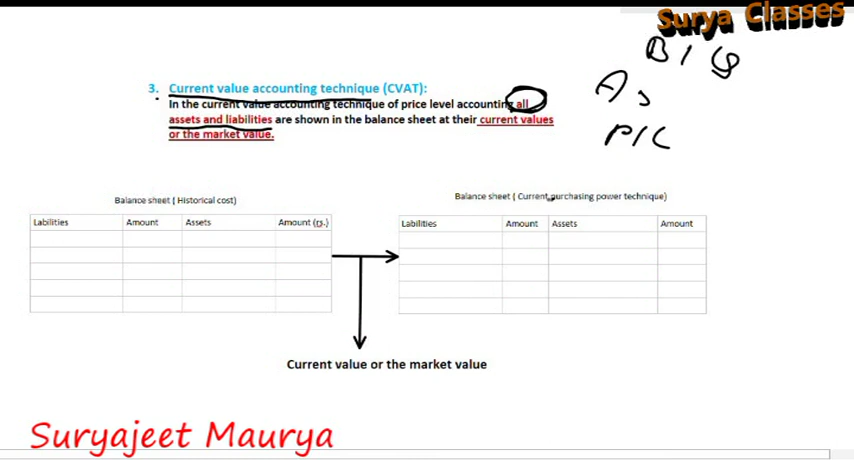 Surya Classes
3. Current value accounting technique (CVAT):
In the current value accounting technique of price level accounting all
assets and liabilities are shown in the balance sheet at their current values
or the market value.
Balance sheet ( Historical cost)
Labilities Amount Assets Amount (rs.)
Balance sheet ( Current purchasing power technique)
Labilities Amount Assets Amount
Current value or the market value
Suryajeet Maurya